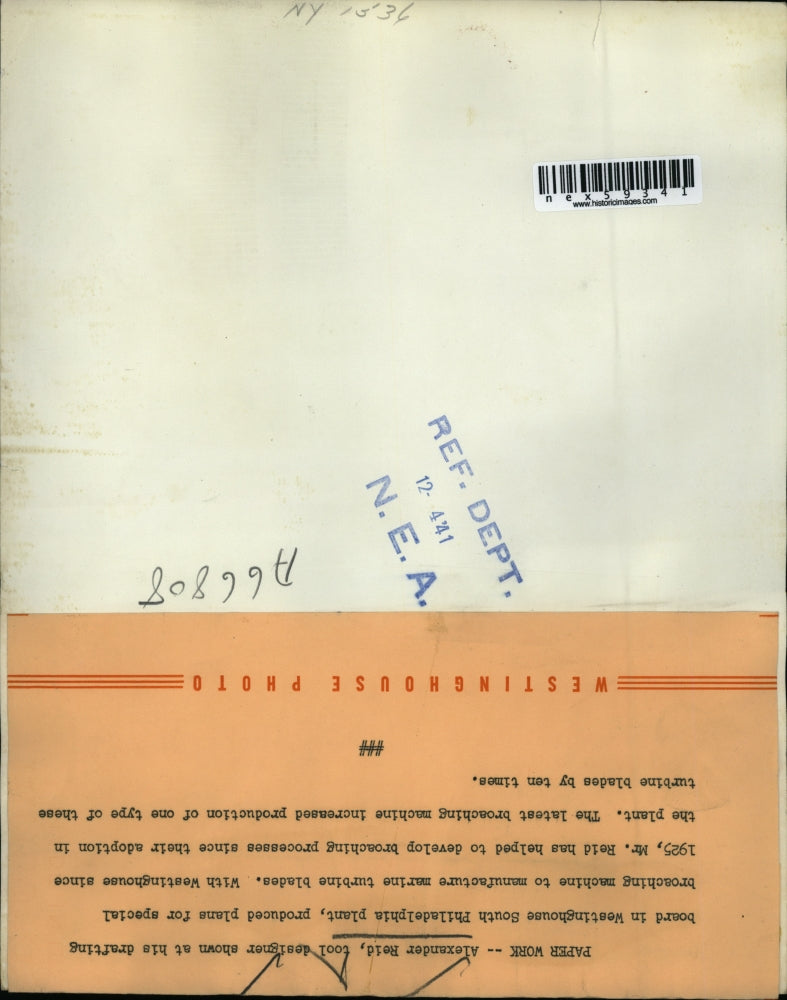 NY 1536
nex59341
www.historicimages.com
REF. DEPT.
12- 4'41
N. E. A.
A66808
PAPER WORK -- Alexander Reid, tool designer shown at his drafting
board in Westinghouse South Philadelphia plant, produced plans for special
broaching machine to manufacture marine turbine blades. With Westinghouse since
1925, Mr. Reid has helped to develop broaching processes since their adoption in
the plant. The latest broaching machine increased production of one type of these
turbine blades by ten times.
###
WESTINGHOUSE PHOTO